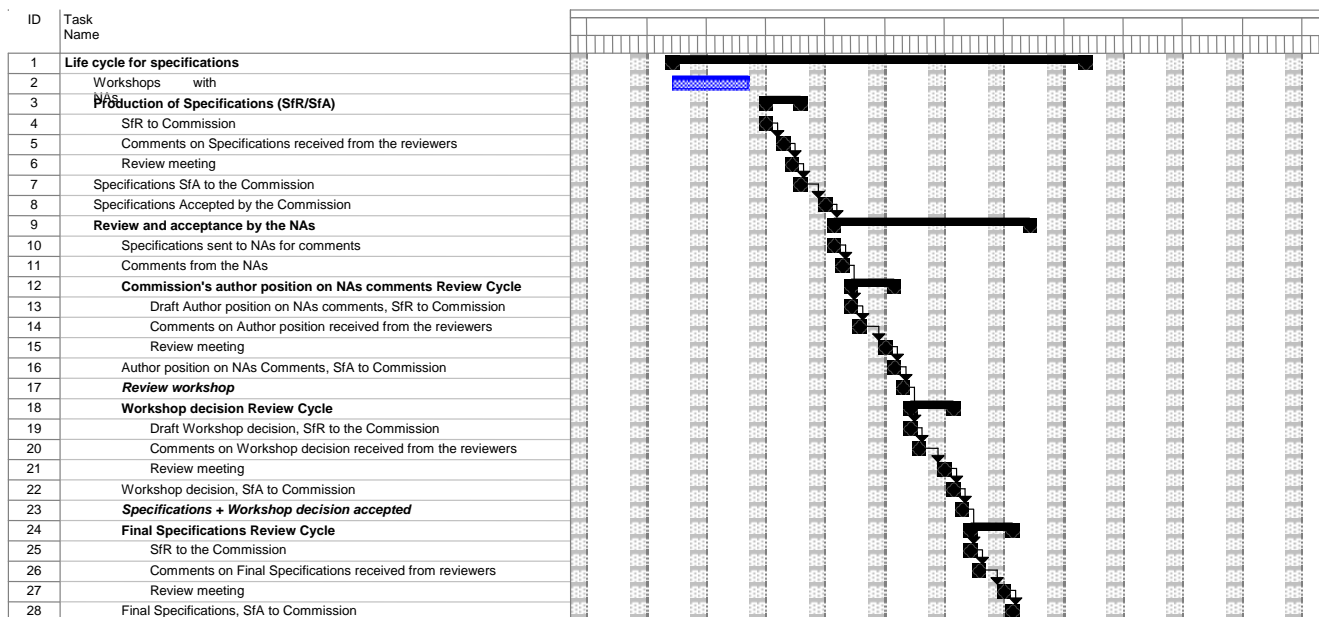 ID Task
Name
1 Life cycle for specifications
2 Workshops with
NAs
3 Production of Specifications (SfR/SfA)
4 SfR to Commission
5 Comments on Specifications received from the reviewers
6 Review meeting
7 Specifications SfA to the Commission
8 Specifications Accepted by the Commission
9 Review and acceptance by the NAs
10 Specifications sent to NAs for comments
11 Comments from the NAs
12 Commission's author position on NAs comments Review Cycle
13 Draft Author position on NAs comments, SfR to Commission
14 Comments on Author position received from the reviewers
15 Review meeting
16 Author position on NAs Comments, SfA to Commission
17 Review workshop
18 Workshop decision Review Cycle
19 Draft Workshop decision, SfR to the Commission
20 Comments on Workshop decision received from the reviewers
21 Review meeting
22 Workshop decision, SfA to Commission
23 Specifications + Workshop decision accepted
24 Final Specifications Review Cycle
25 SfR to the Commission
26 Comments on Final Specifications received from reviewers
27 Review meeting
28 Final Specifications, SfA to Commission